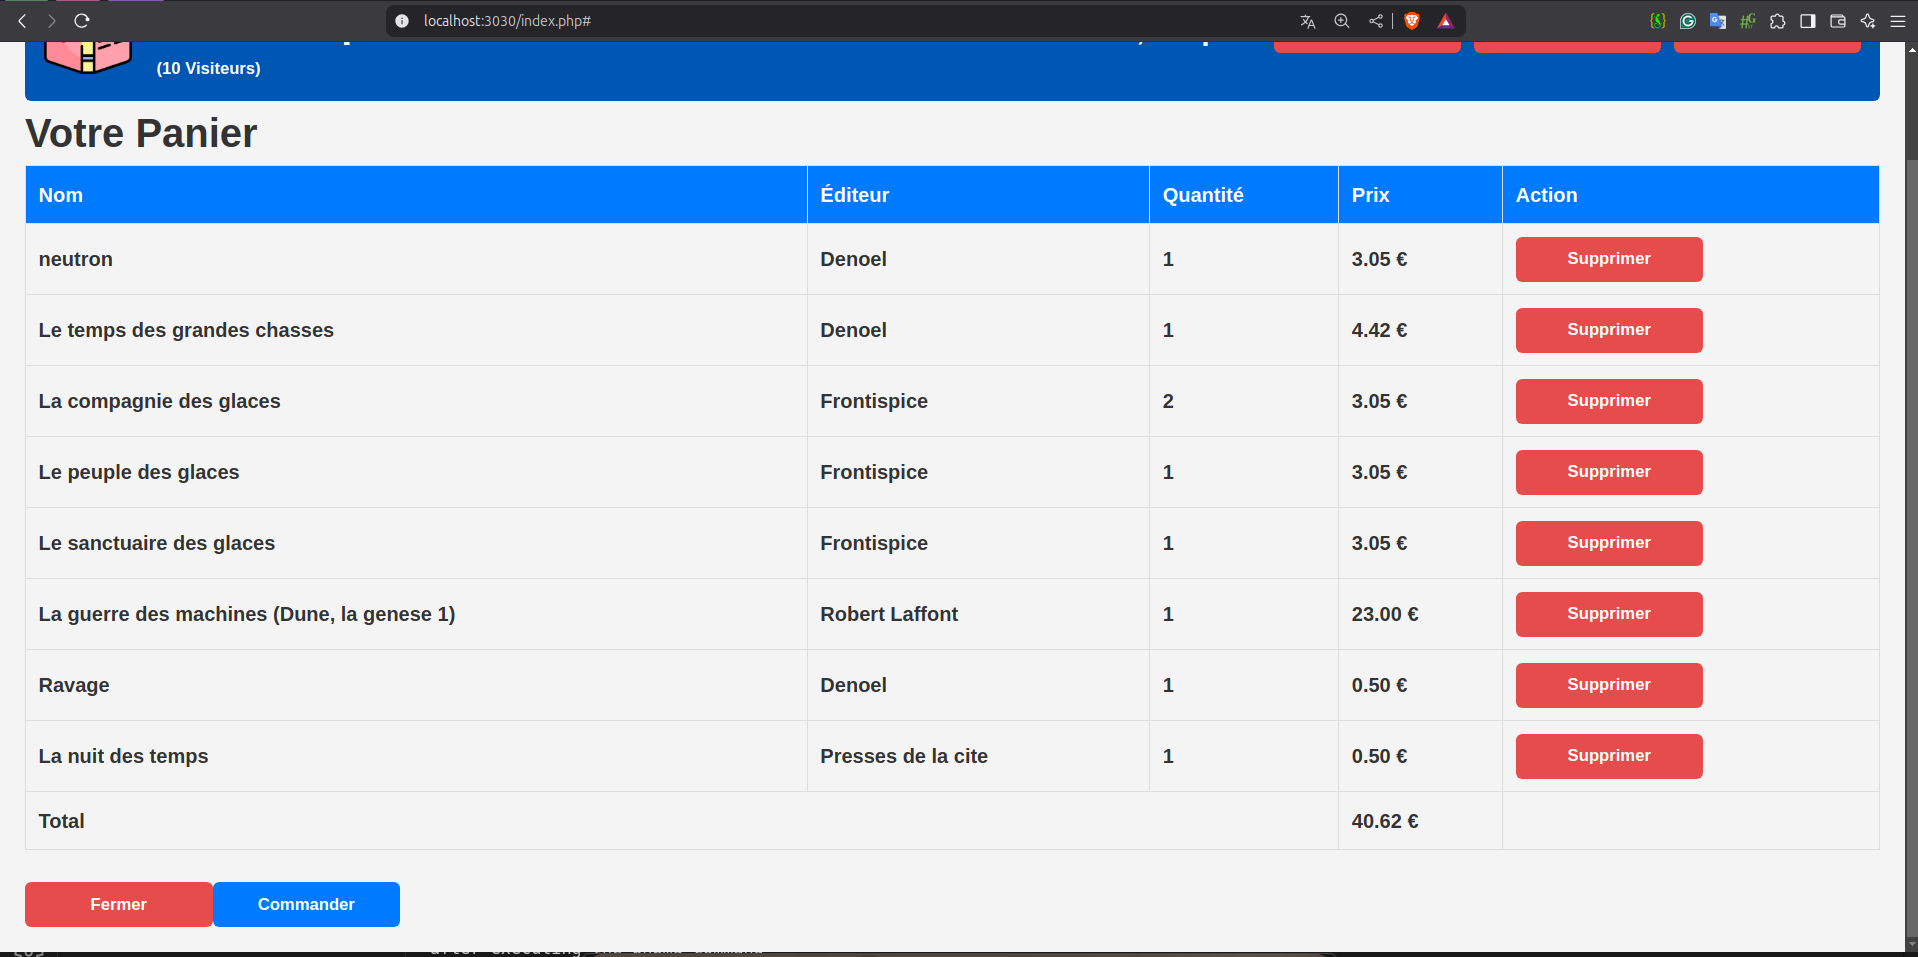 localhost:3030/index.php#
(10 Visiteurs)
Votre Panier
Nom Éditeur Quantité Prix Action
neutron Denoel 1 3.05 € Supprimer
Le temps des grandes chasses Denoel 1 4.42 € Supprimer
La compagnie des glaces Frontispice 2 3.05 € Supprimer
Le peuple des glaces Frontispice 1 3.05 € Supprimer
Le sanctuaire des glaces Frontispice 1 3.05 € Supprimer
La guerre des machines (Dune, la genese 1) Robert Laffont 1 23.00 € Supprimer
Ravage Denoel 1 0.50 € Supprimer
La nuit des temps Presses de la cite 1 0.50 € Supprimer
Total 40.62 €
Fermer Commander